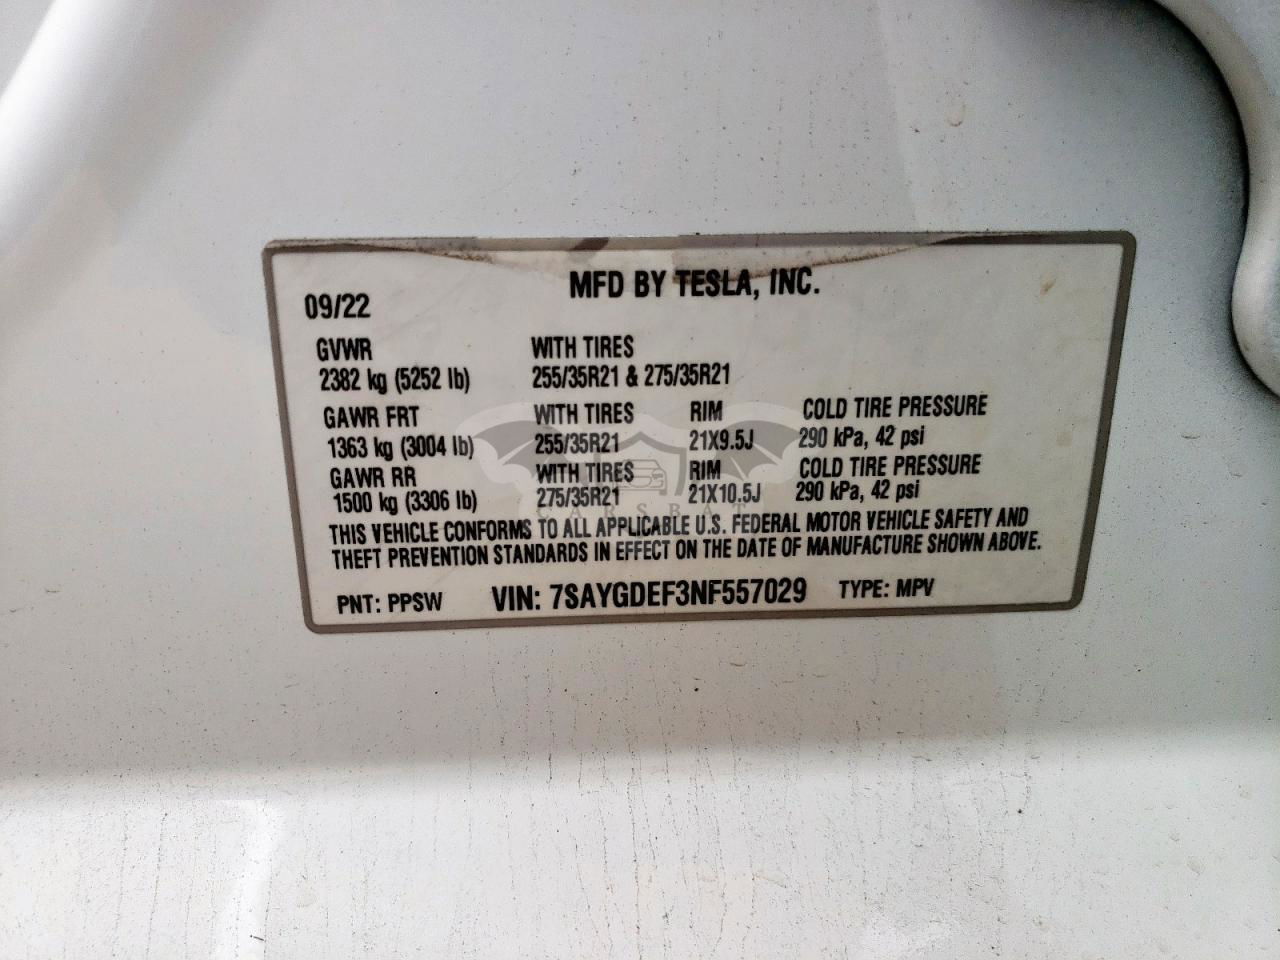 MFD BY TESLA, INC.
09/22
GVWR WITH TIRES
2382 kg (5252 lb) 255/35R21 & 275/35R21
GAWR FRT WITH TIRES RIM COLD TIRE PRESSURE
1363 kg (3004 lb) 255/35R21 21X9.5J 290 kPa, 42 psi
GAWR RR WITH TIRES RIM COLD TIRE PRESSURE
1500 kg (3306 lb) 275/35R21 21X10.5J 290 kPa, 42 psi
CARSBAT
THIS VEHICLE CONFORMS TO ALL APPLICABLE U.S. FEDERAL MOTOR VEHICLE SAFETY AND
THEFT PREVENTION STANDARDS IN EFFECT ON THE DATE OF MANUFACTURE SHOWN ABOVE.
PNT: PPSW VIN: 7SAYGDEF3NF557029 TYPE: MPV